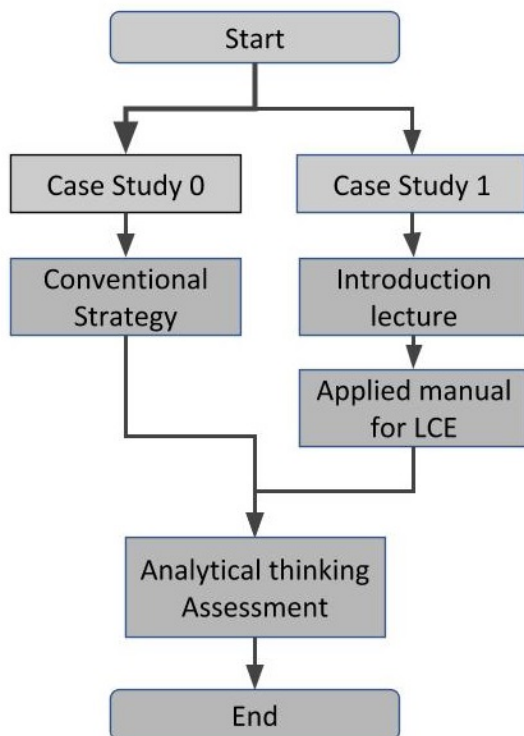 Start
Case Study 0
Case Study 1
Conventional
Strategy
Introduction
lecture
Applied manual
for LCE
Analytical thinking
Assessment
End